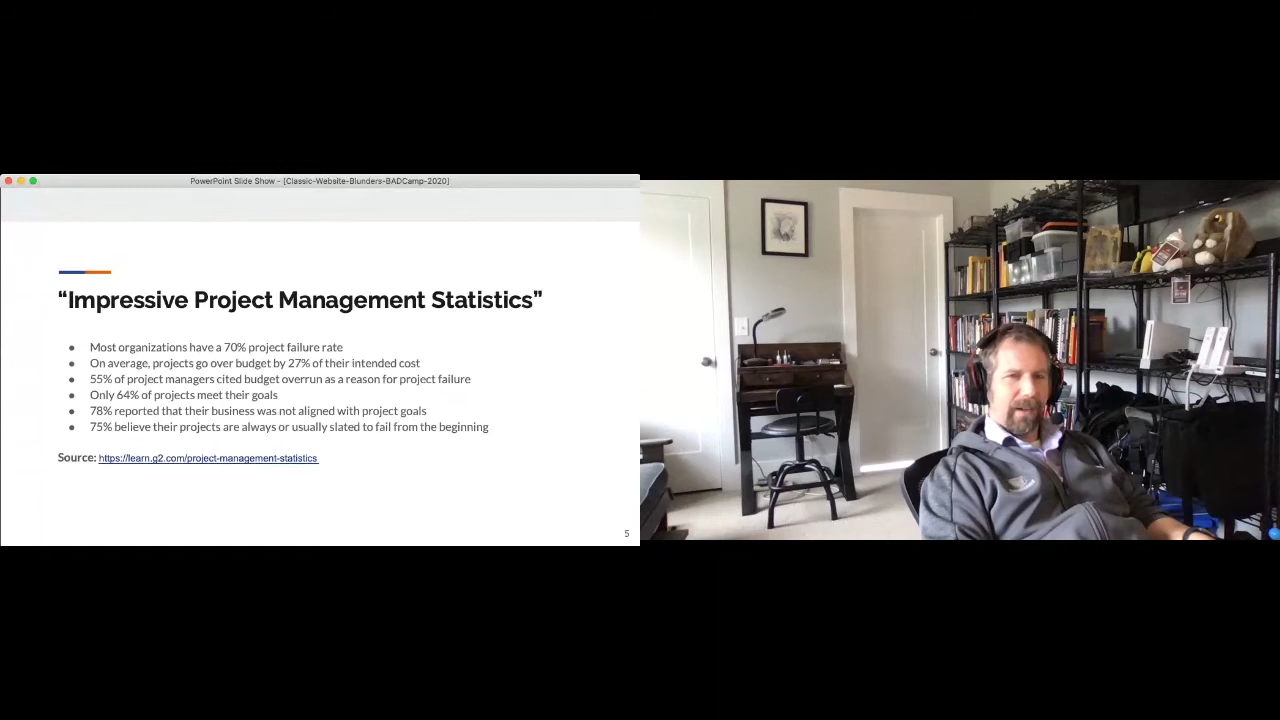 PowerPoint Slide Show - [Classic-Website-Blunders-BADCamp-2020]
“Impressive Project Management Statistics”
● Most organizations have a 70% project failure rate
● On average, projects go over budget by 27% of their intended cost
● 55% of project managers cited budget overrun as a reason for project failure
● Only 64% of projects meet their goals
● 78% reported that their business was not aligned with project goals
● 75% believe their projects are always or usually slated to fail from the beginning
Source: https://learn.g2.com/project-management-statistics
5